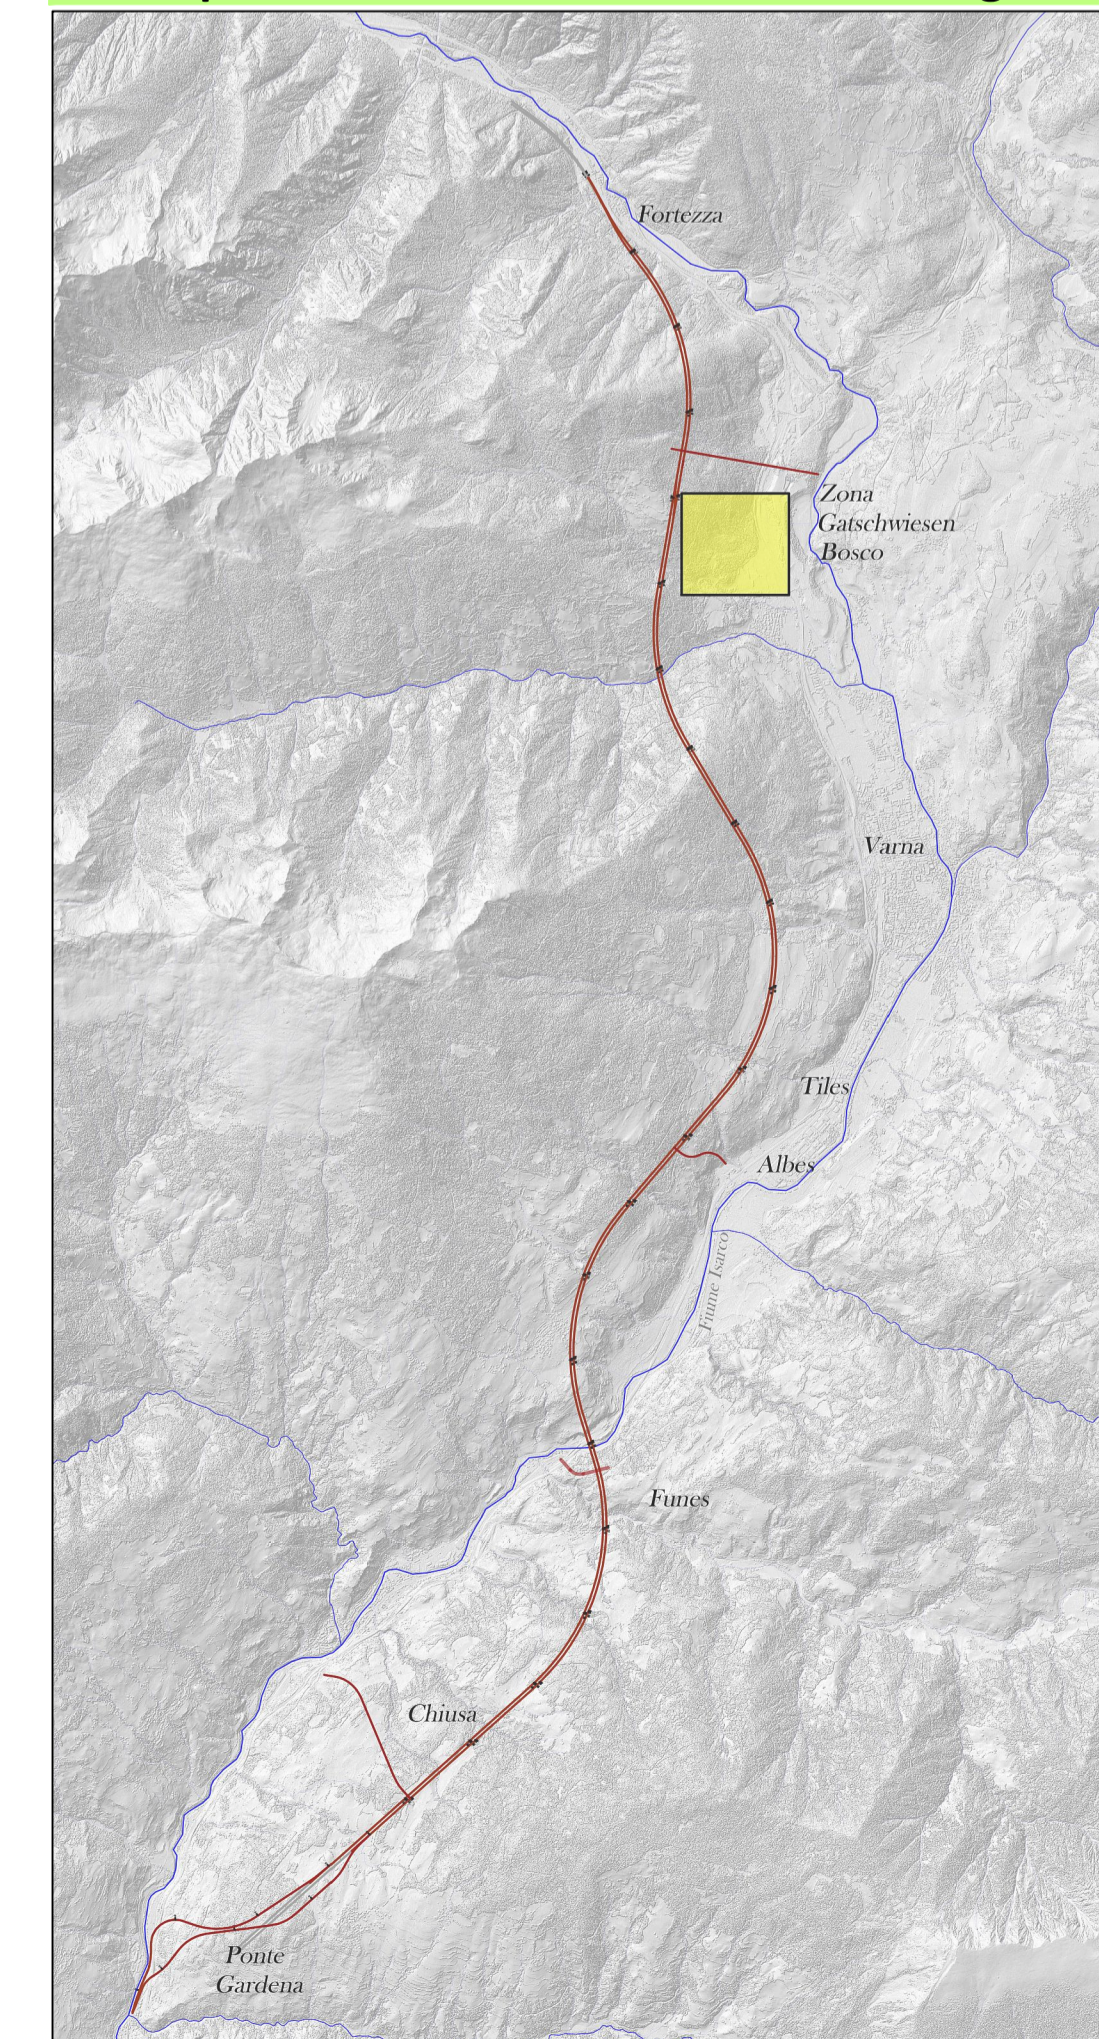 Fortezza
Zona
Gatschwiesen
Bosco
Varna
Tiles
Albes
Fiume Isarco
Funes
Chiusa
Ponte
Gardena